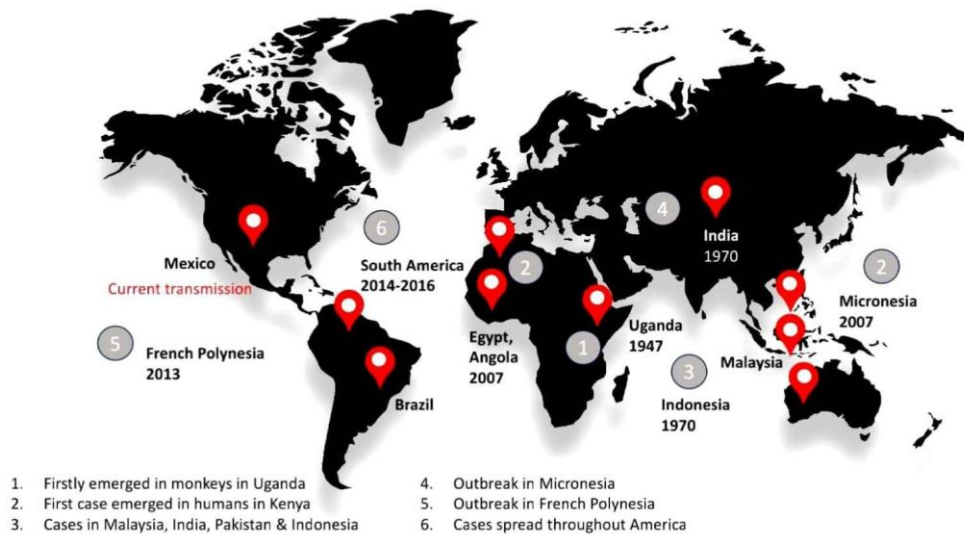 6
4
India
1970
2
Mexico
Current transmission
South America
2014-2016
2
Micronesia
2007
5
French Polynesia
2013
Egypt,
Angola
2007
Uganda
1947
1
Malaysia
3
Indonesia
1970
Brazil
1. Firstly emerged in monkeys in Uganda
2. First case emerged in humans in Kenya
3. Cases in Malaysia, India, Pakistan & Indonesia
4. Outbreak in Micronesia
5. Outbreak in French Polynesia
6. Cases spread throughout America